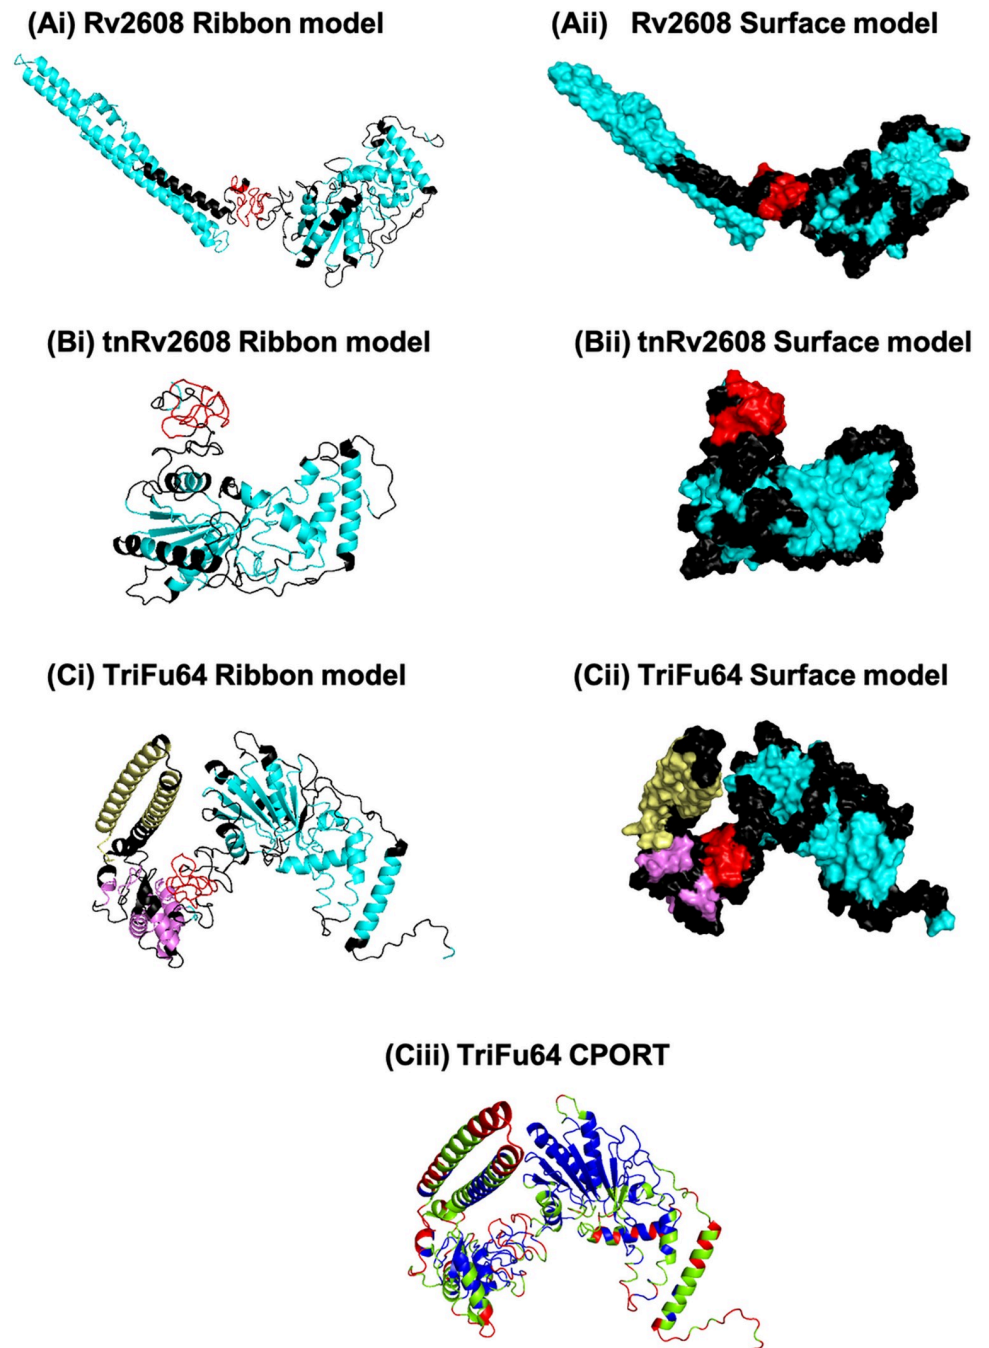 (Ai) Rv2608 Ribbon model
(Aii) Rv2608 Surface model
(Bi) tnRv2608 Ribbon model
(Bii) tnRv2608 Surface model
(Ci) TriFu64 Ribbon model
(Cii) TriFu64 Surface model
(Ciii) TriFu64 CPORT